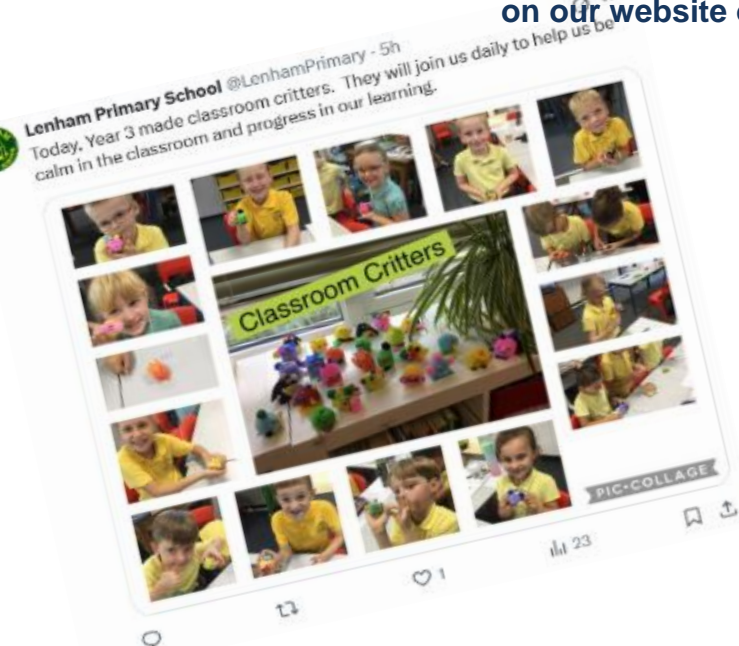 on our website
Lenham Primary School @LenhamPrimary · 5h
Today, Year 3 made classroom critters. They will join us daily to help us be
calm in the classroom and progress in our learning.
Classroom Critters
PIC•COLLAGE
1
23